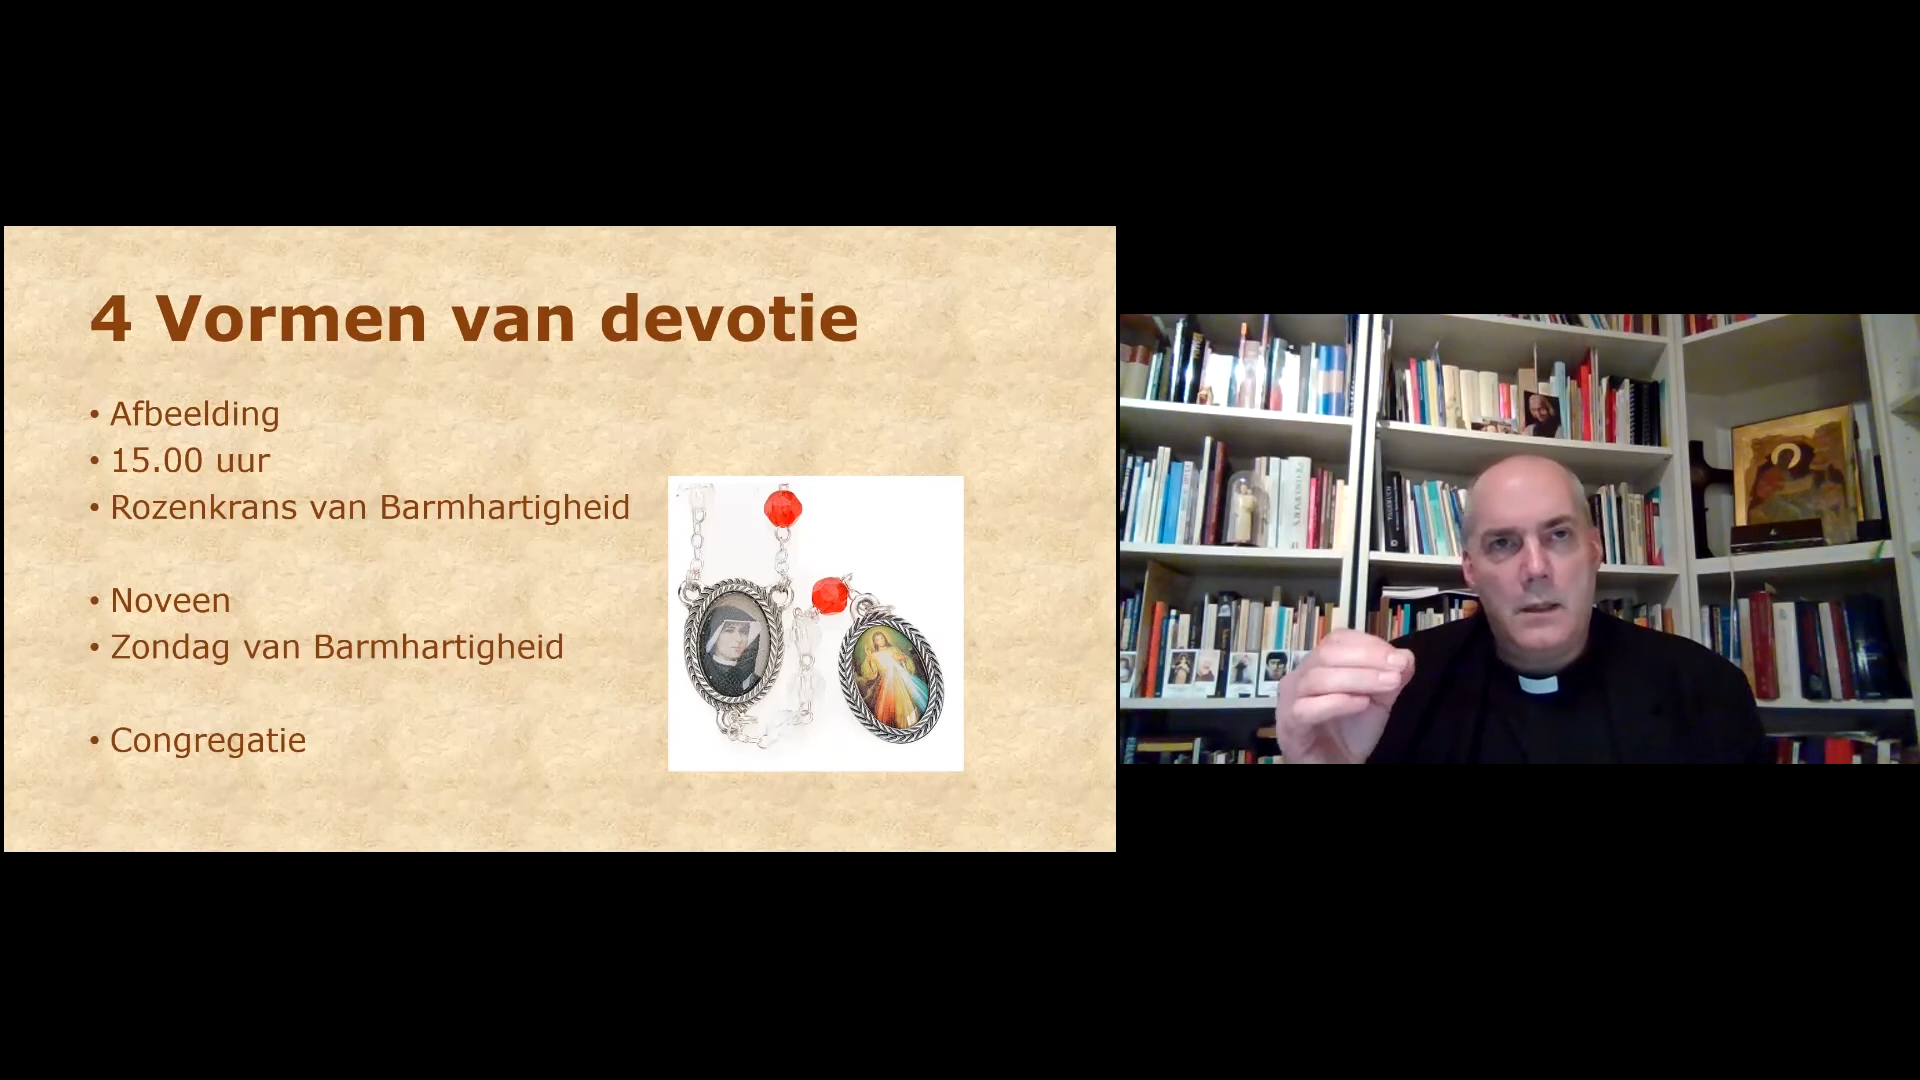 4 Vormen van devotie
• Afbeelding
• 15.00 uur
• Rozenkrans van Barmhartigheid
• Noveen
• Zondag van Barmhartigheid
• Congregatie